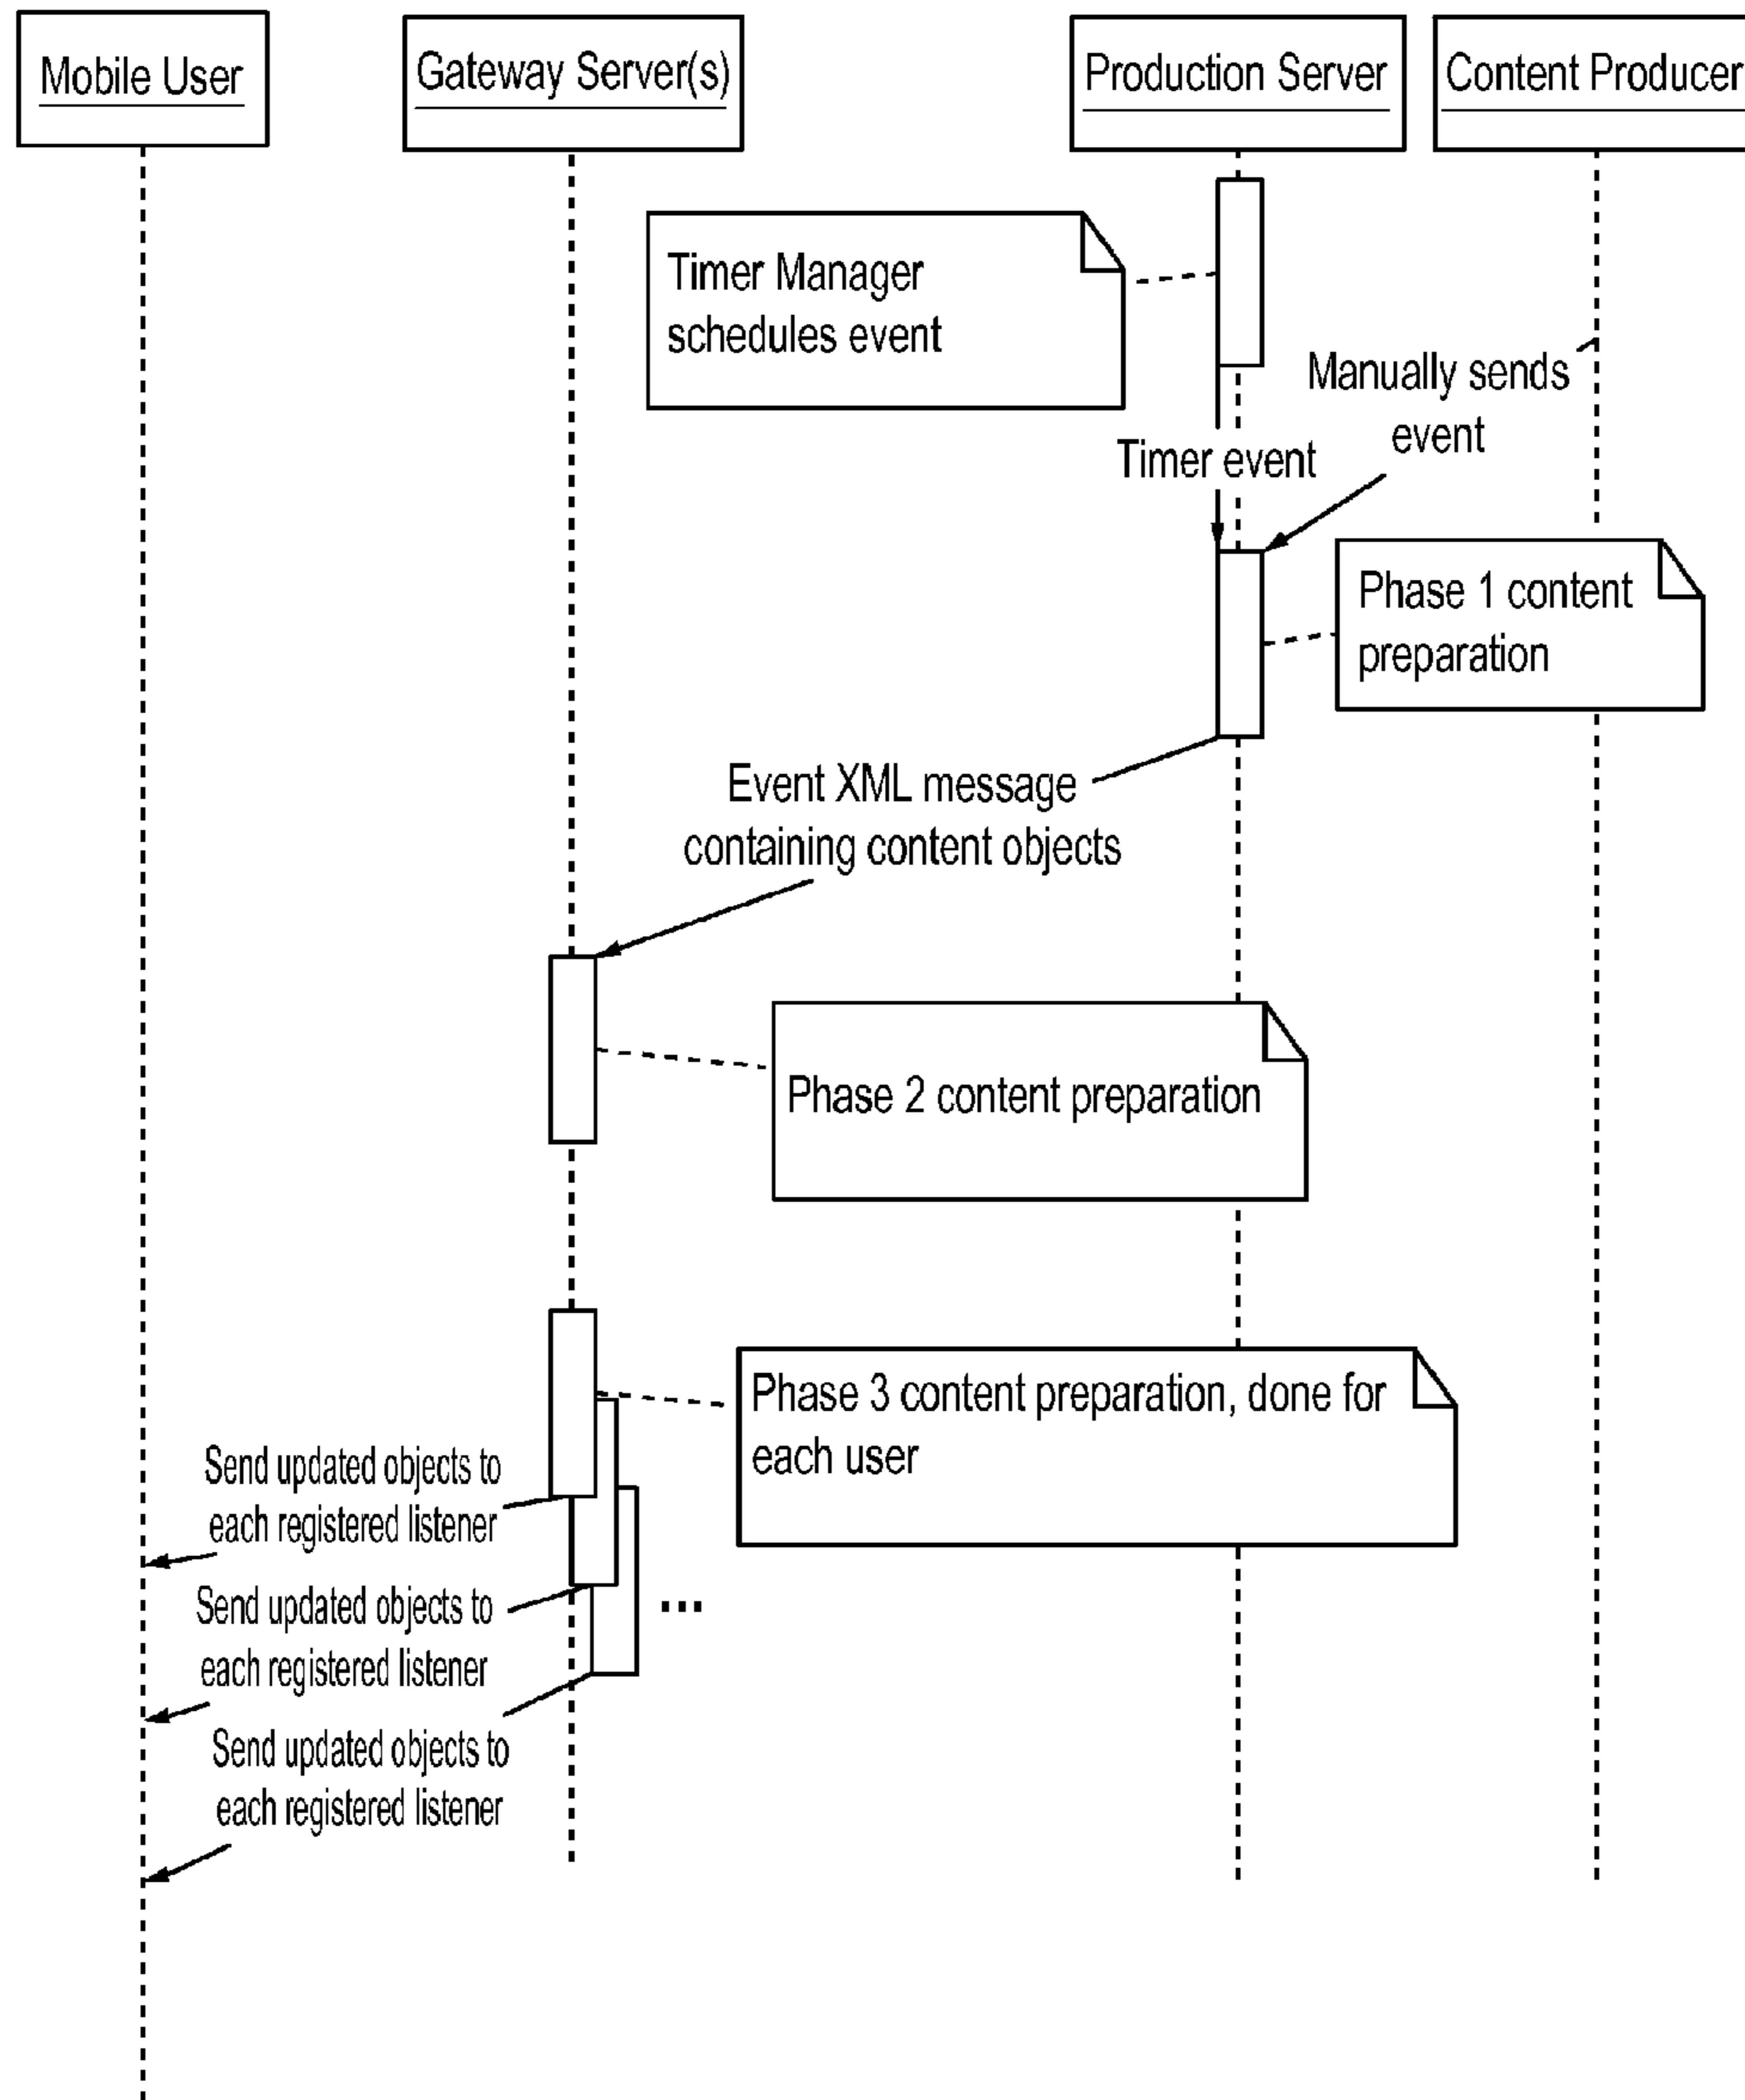 Mobile User
Gateway Server(s)
Production Server
Content Producer
Timer Manager
schedules event
Manually sends
event
Timer event
Phase 1 content
preparation
Event XML message
containing content objects
Phase 2 content preparation
Phase 3 content preparation, done for
each user
Send updated objects to
each registered listener
Send updated objects to
each registered listener
...
Send updated objects to
each registered listener